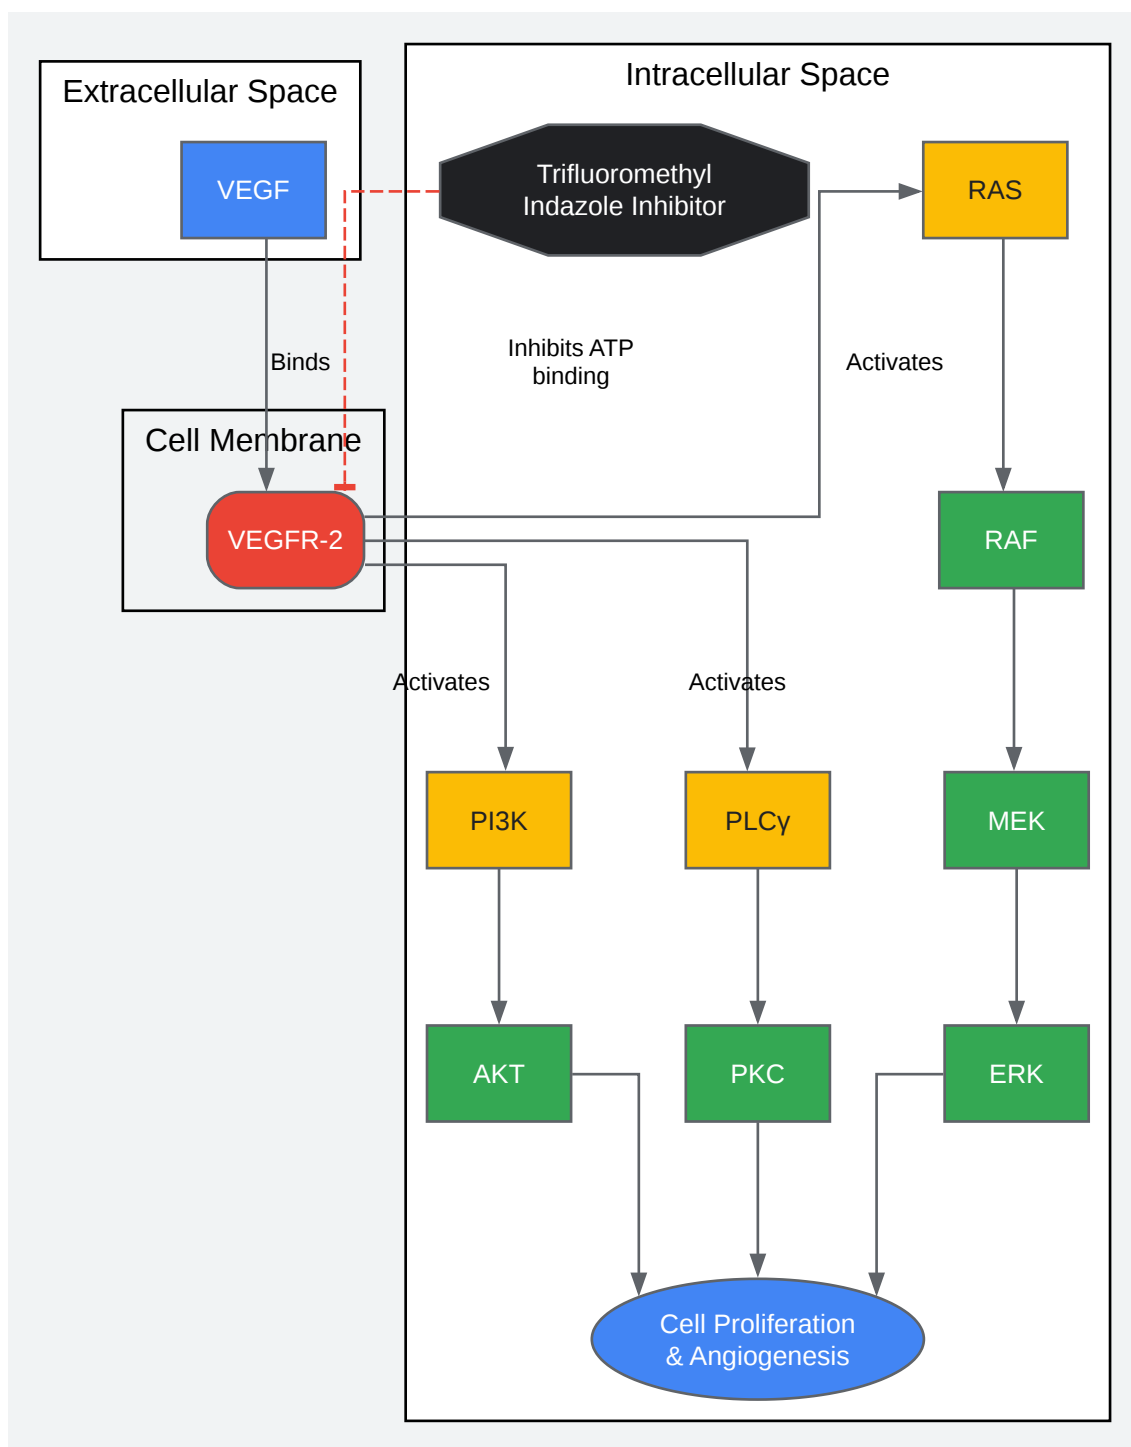 Extracellular Space
Intracellular Space
VEGF
Trifluoromethyl
Indazole Inhibitor
RAS
Binds
Inhibits ATP
binding
Activates
Cell Membrane
VEGFR-2
RAF
Activates
Activates
PI3K
PLCγ
MEK
AKT
PKC
ERK
Cell Proliferation
& Angiogenesis